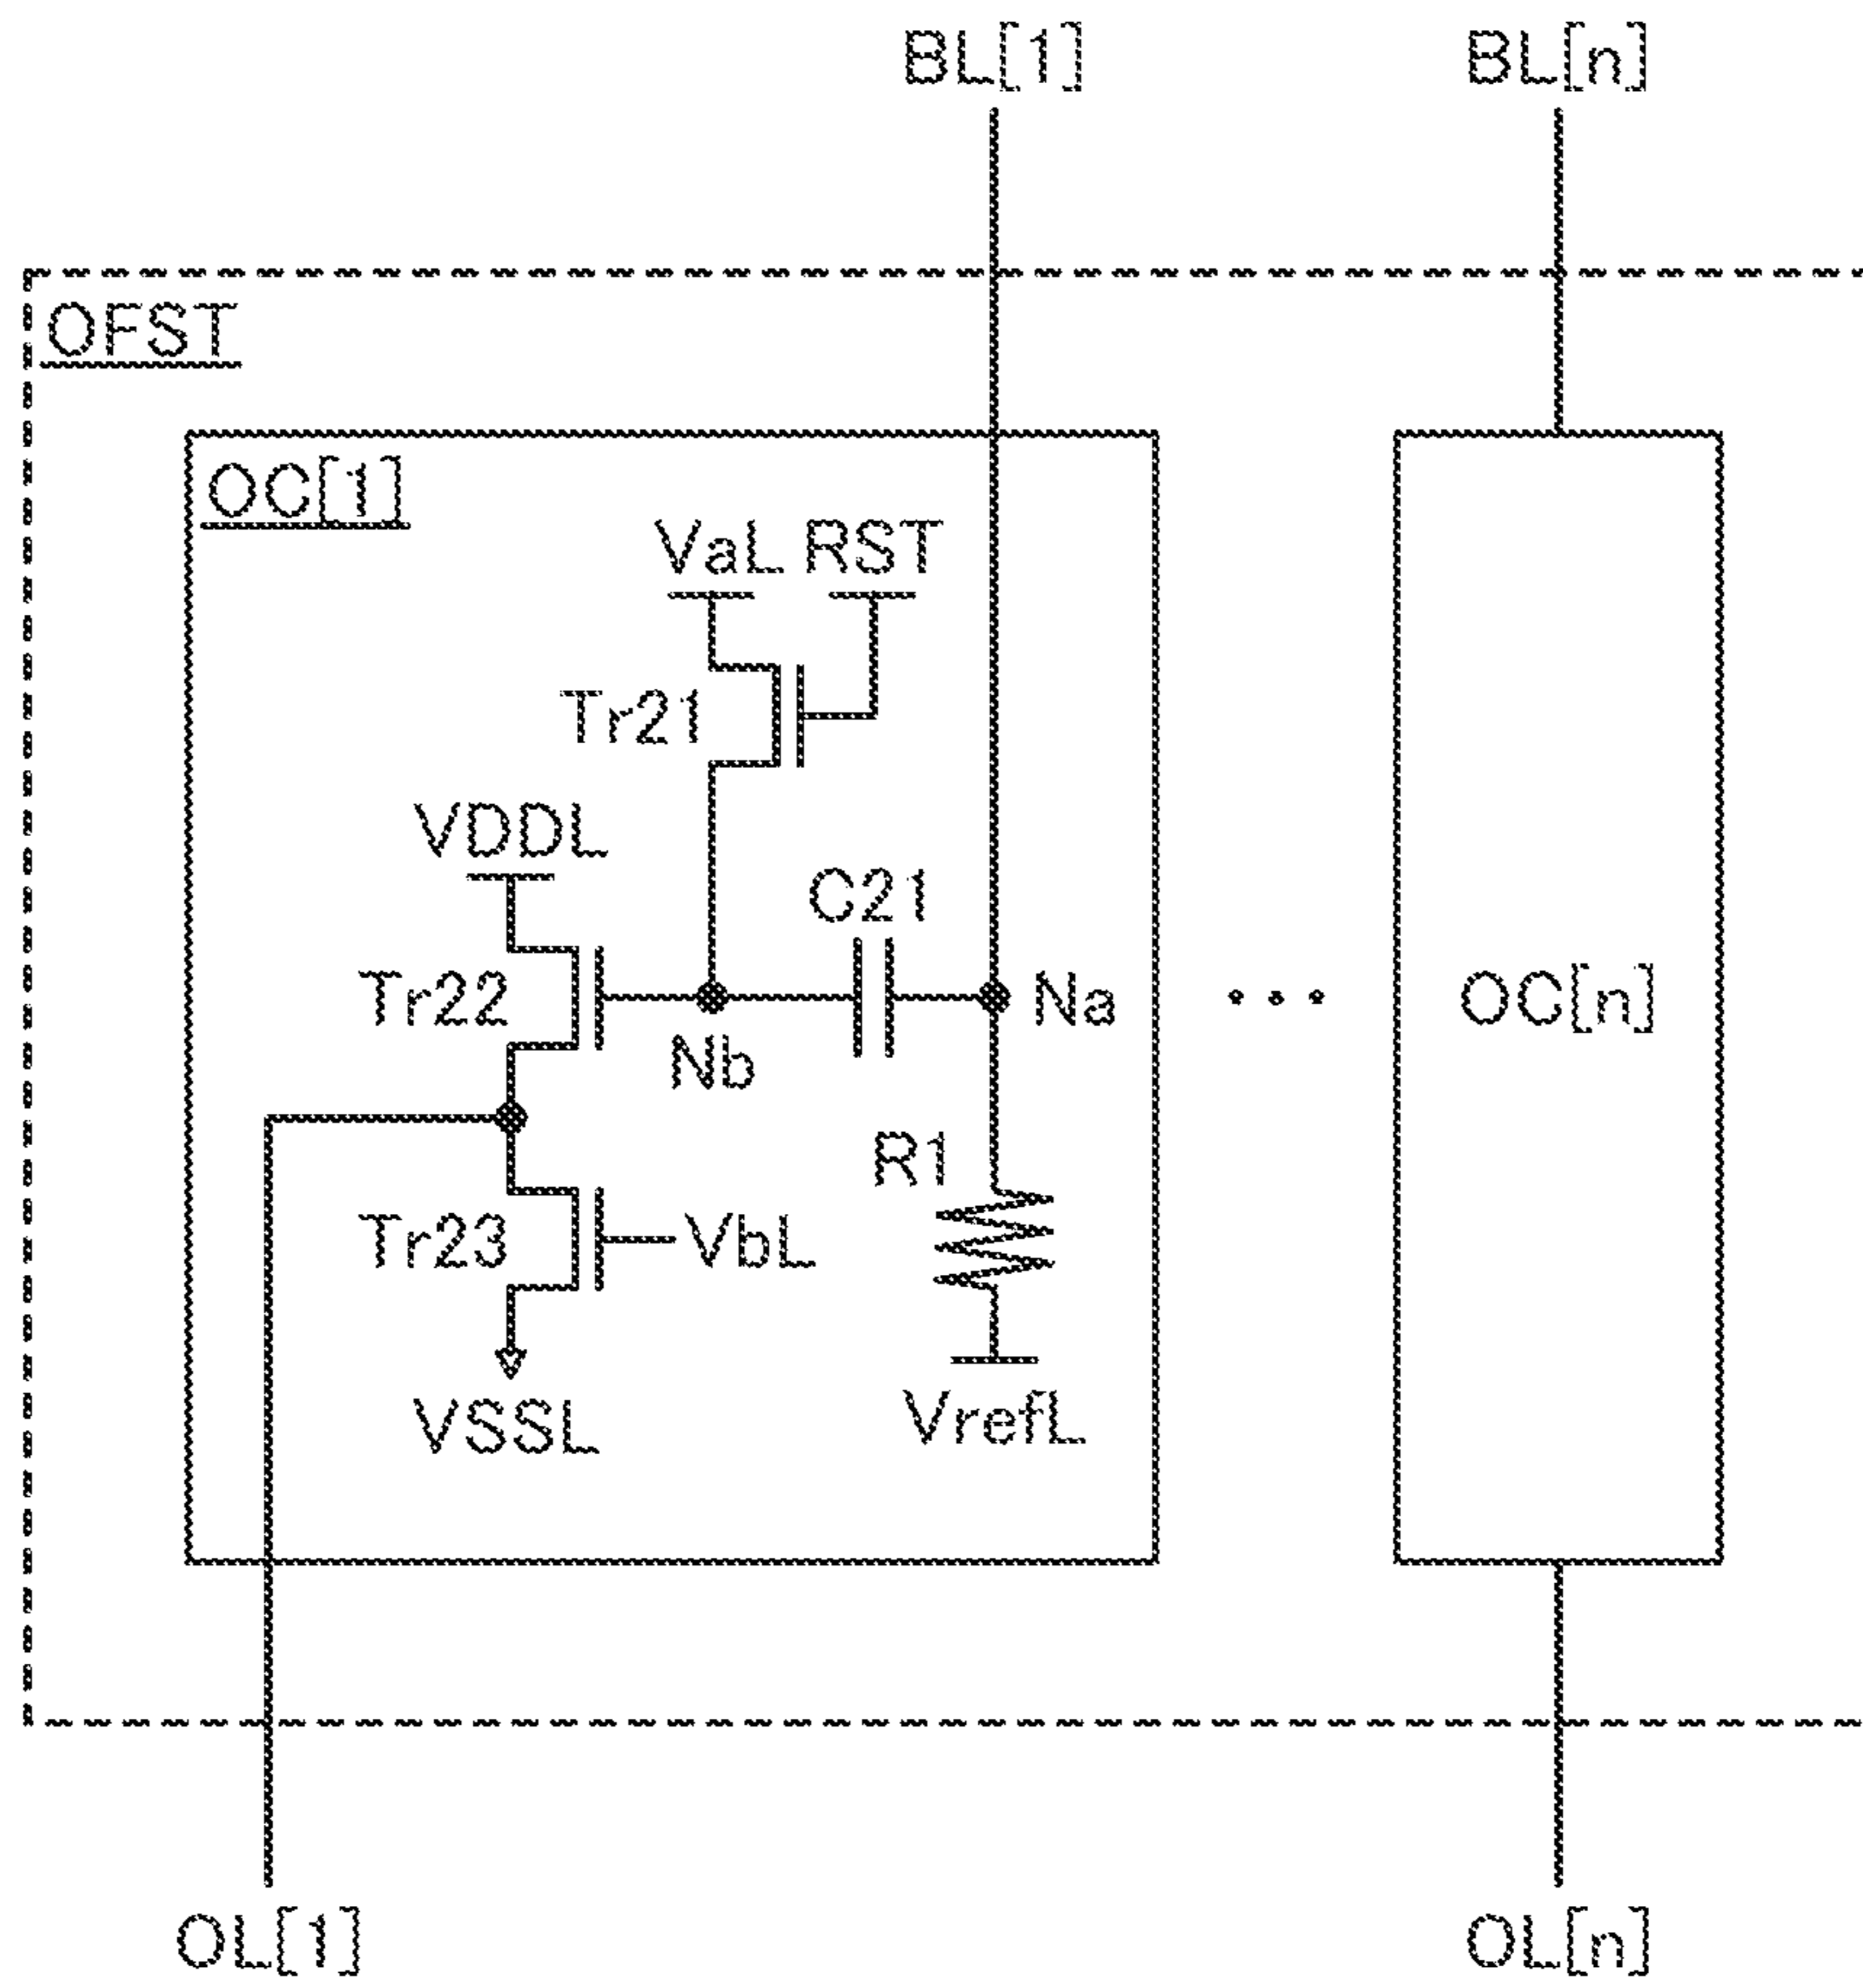 BL[1] BL[n]
OFST
OC[1]
VaL RST
Tr21
VDDL
C21
Tr22 Na ... OC[n]
Nb
R1
Tr23 VbL
VSSL VrefL
OL[1] OL[n]